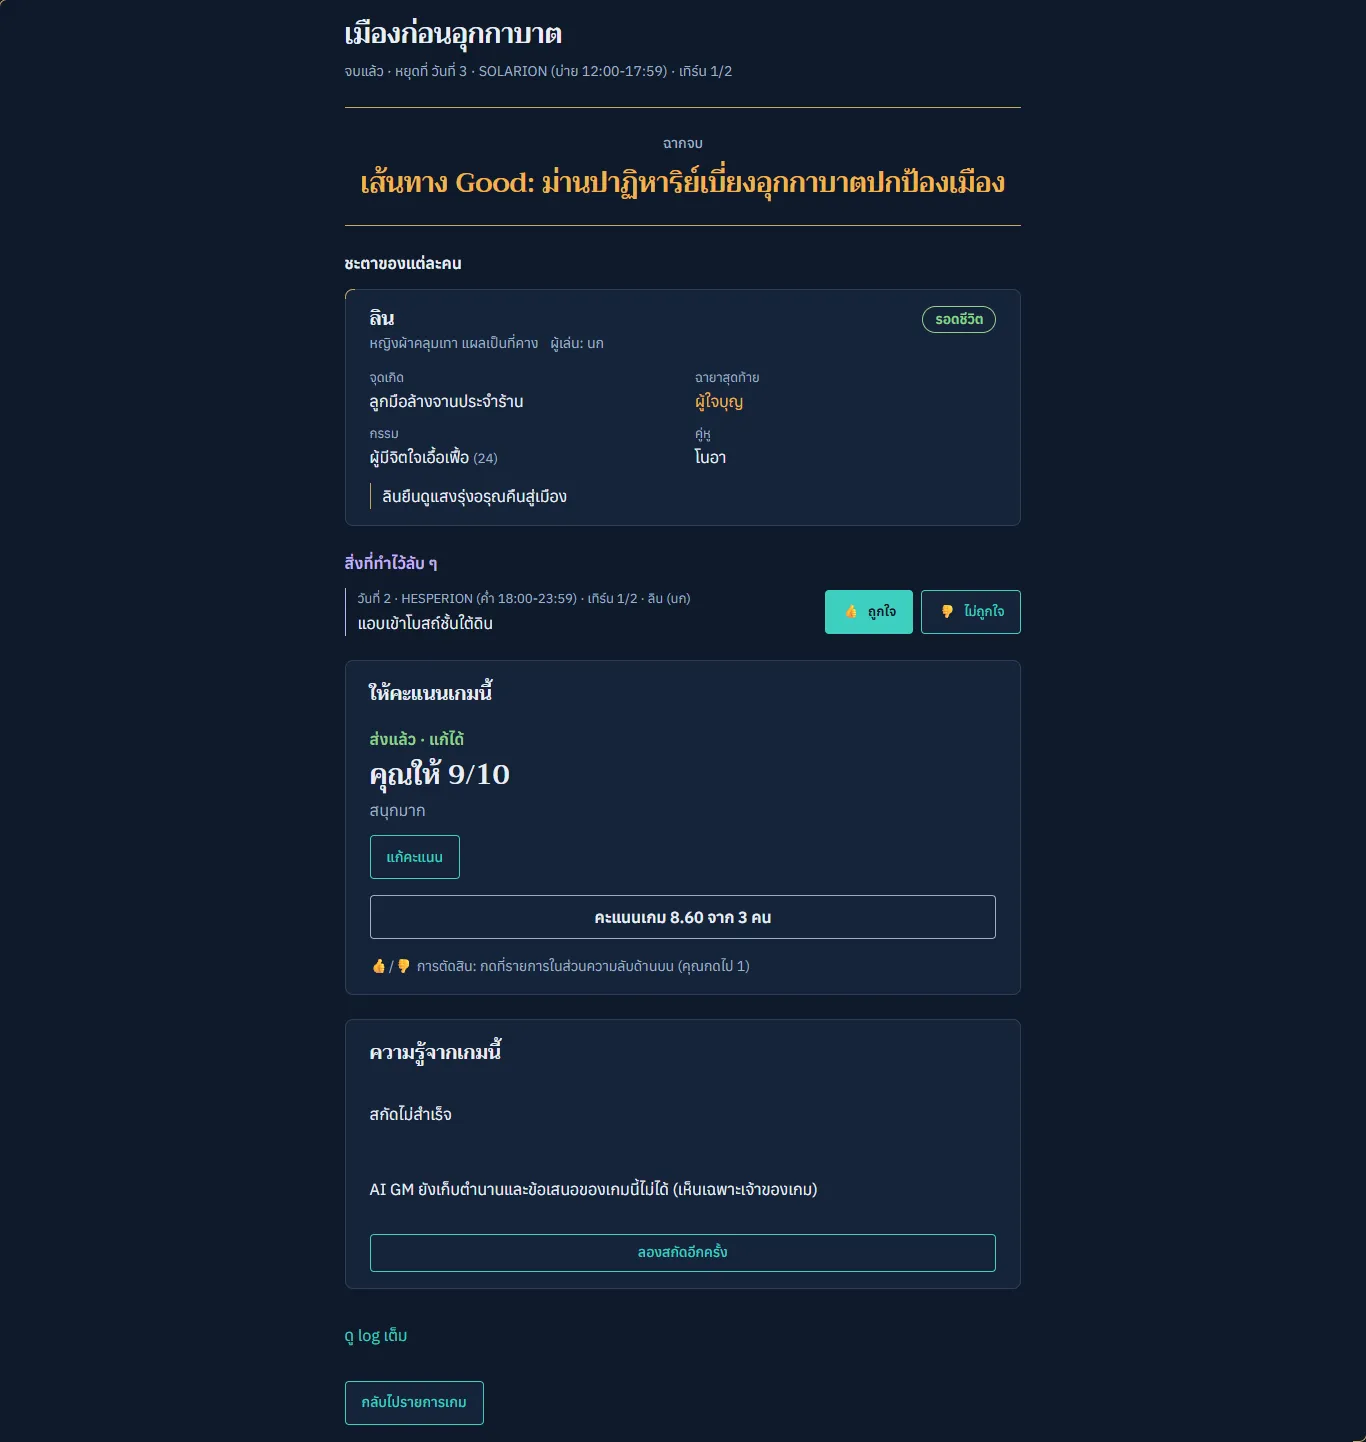 เมืองก่อนอุกกาบาต
จบแล้ว · หยุดที่ วันที่ 3 · SOLARION (บ่าย 12:00-17:59) · เทิร์น 1/2
ฉากจบ
เส้นทาง Good: ม่านปาฏิหาริย์เบี่ยงอุกกาบาตปกป้องเมือง
ชะตาของแต่ละคน
ลิน
รอดชีวิต
หญิงผ้าคลุมเทา แผลเป็นที่คาง ผู้เล่น: นก
จุดเกิด
ฉายาสุดท้าย
ลูกมือล้างจานประจำร้าน
ผู้ใจบุญ
กรรม
คู่หู
ผู้มีจิตใจเอื้อเฟื้อ (24)
โนอา
ลินยืนดูแสงรุ่งอรุณคืนสู่เมือง
สิ่งที่ทำไว้ลับ ๆ
วันที่ 2 · HESPERION (ค่ำ 18:00-23:59) · เทิร์น 1/2 · ลิน (นก)
แอบเข้าโบสถ์ชั้นใต้ดิน
👍 ถูกใจ
👎 ไม่ถูกใจ
ให้คะแนนเกมนี้
ส่งแล้ว · แก้ได้
คุณให้ 9/10
สนุกมาก
แก้คะแนน
คะแนนเกม 8.60 จาก 3 คน
👍 / 👎 การตัดสิน: กดที่รายการในส่วนความลับด้านบน (คุณกดไป 1)
ความรู้จากเกมนี้
สกัดไม่สำเร็จ
AI GM ยังเก็บตำนานและข้อเสนอของเกมนี้ไม่ได้ (เห็นเฉพาะเจ้าของเกม)
ลองสกัดอีกครั้ง
ดู log เต็ม
กลับไปรายการเกม